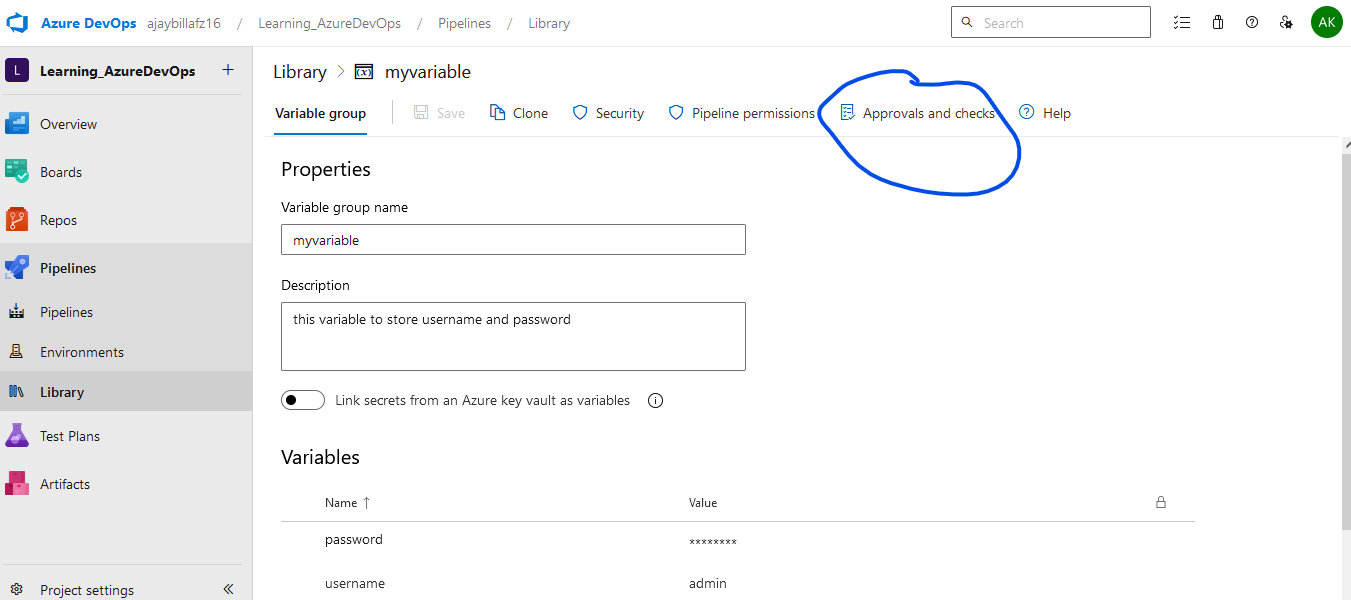 Azure DevOps ajaybillafz16 / Learning_AzureDevOps / Pipelines / Library
Search
AK
L Learning_AzureDevOps +
Overview
Boards
Repos
Pipelines
Pipelines
Environments
Library
Test Plans
Artifacts
Project settings
Library > (x) myvariable
Variable group Save Clone Security Pipeline permissions Approvals and checks Help
Properties
Variable group name
myvariable
Description
this variable to store username and password
Link secrets from an Azure key vault as variables
Variables
Name ↑ Value
password ********
username admin